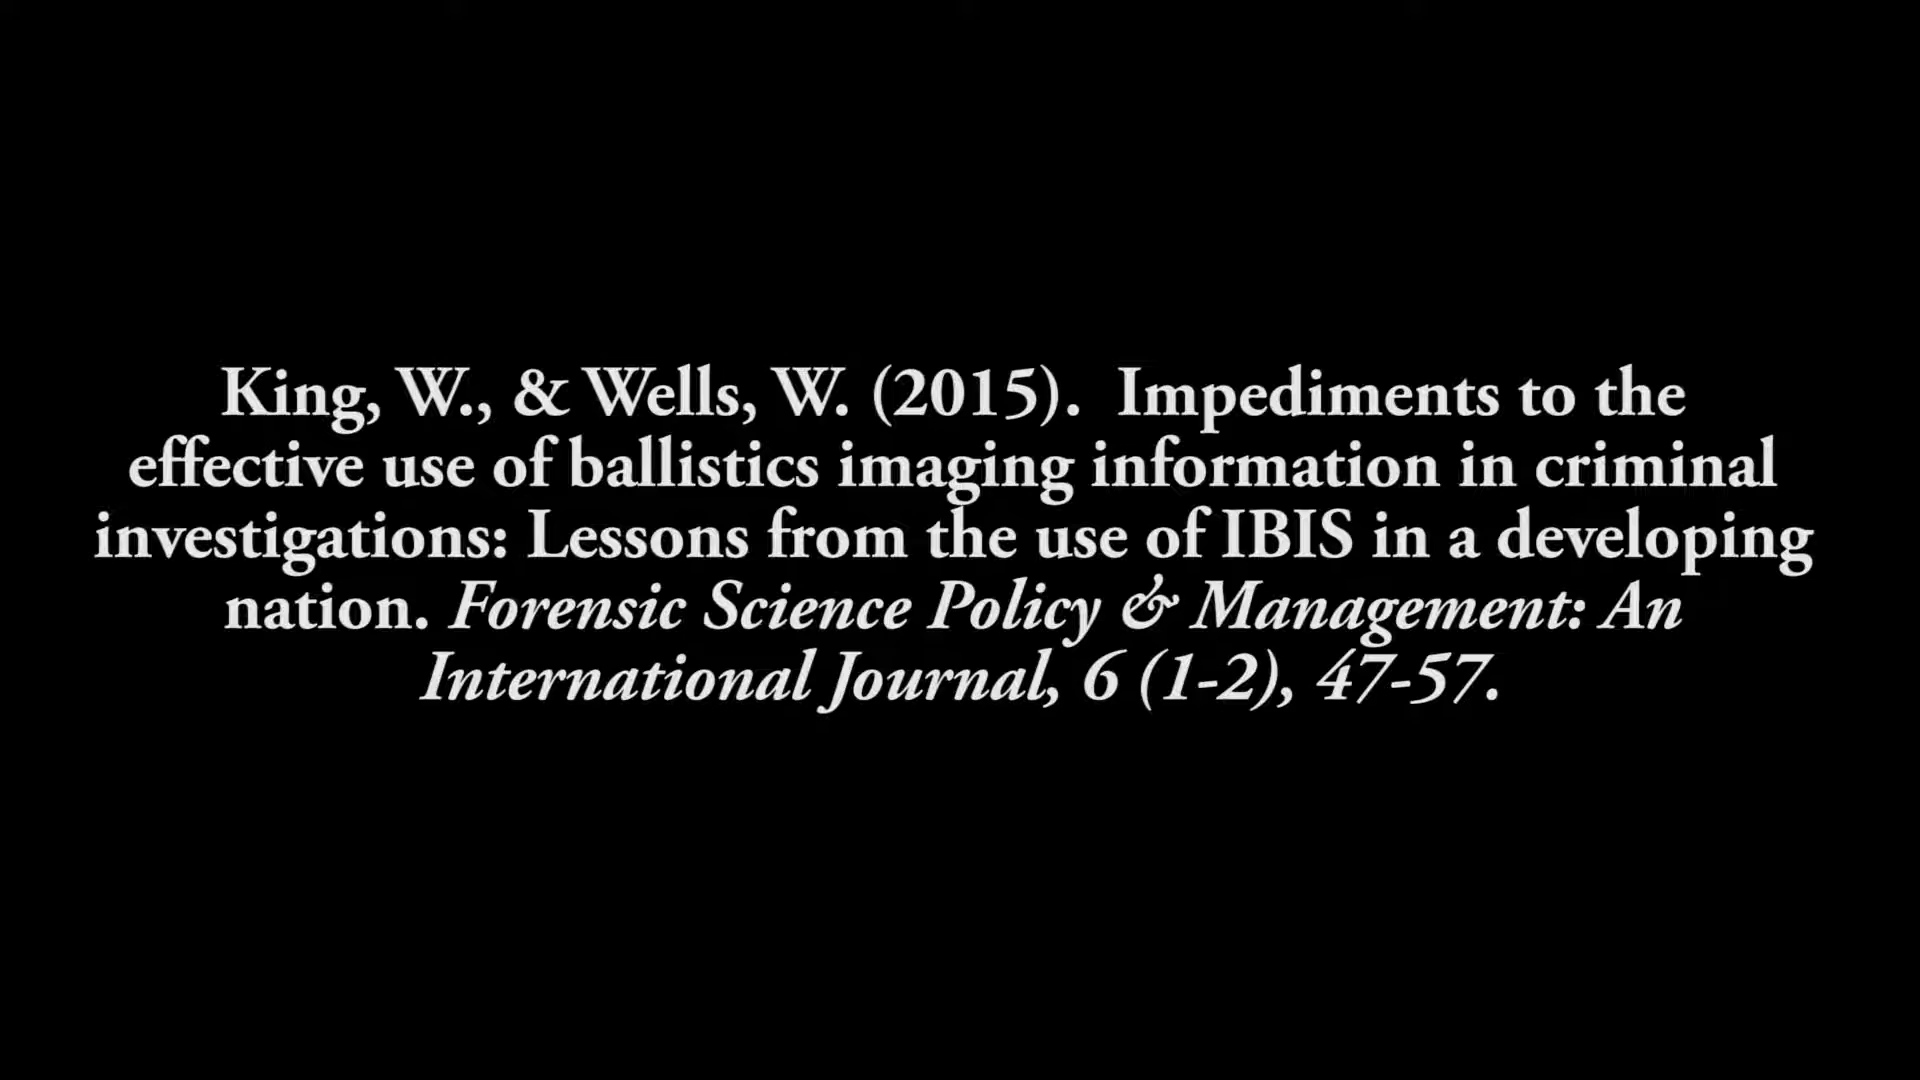 King, W., & Wells, W. (2015).  Impediments to the
effective use of ballistics imaging information in criminal
investigations: Lessons from the use of IBIS in a developing
nation. Forensic Science Policy & Management: An
International Journal, 6 (1-2), 47-57.